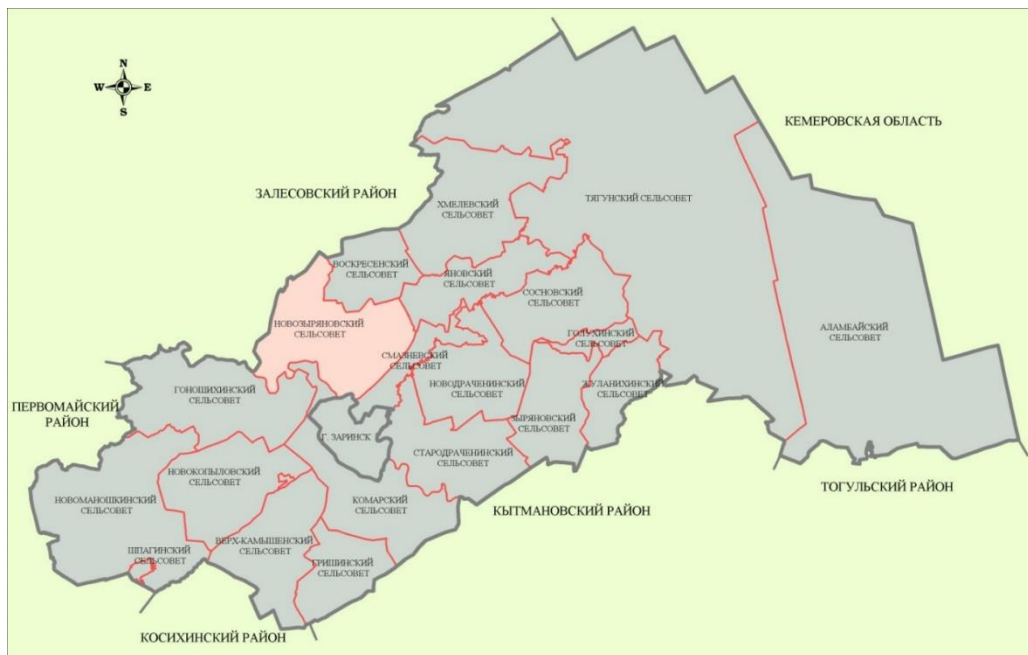 N
W E
S
КЕМЕРОВСКАЯ ОБЛАСТЬ
ЗАЛЕСОВСКИЙ РАЙОН
ХМЕЛЕВСКИЙ
СЕЛЬСОВЕТ
ТЯГУНСКИЙ СЕЛЬСОВЕТ
ВОСКРЕСЕНСКИЙ
СЕЛЬСОВЕТ
ЯНОВСКИЙ
СЕЛЬСОВЕТ
СОСНОВСКИЙ
СЕЛЬСОВЕТ
НОВОЗЫРЯНОВСКИЙ
СЕЛЬСОВЕТ
ГОЛУХИНСКИЙ
СЕЛЬСОВЕТ
АЛАМБАЙСКИЙ
СЕЛЬСОВЕТ
СМАЗНЕВСКИЙ
СЕЛЬСОВЕТ
НОВОДРАЧЕНИНСКИЙ
СЕЛЬСОВЕТ
ЖУЛАНИХИНСКИЙ
СЕЛЬСОВЕТ
ГОНОШИХИНСКИЙ
СЕЛЬСОВЕТ
ПЕРВОМАЙСКИЙ
РАЙОН
ЗЫРЯНОВСКИЙ
СЕЛЬСОВЕТ
Г. ЗАРИНСК
СТАРОДРАЧЕНИНСКИЙ
СЕЛЬСОВЕТ
НОВОКОПЫЛОВСКИЙ
СЕЛЬСОВЕТ
ТОГУЛЬСКИЙ РАЙОН
НОВОМАНОШКИНСКИЙ
СЕЛЬСОВЕТ
КОМАРСКИЙ
СЕЛЬСОВЕТ
КЫТМАНОВСКИЙ РАЙОН
ВЕРХ-КАМЫШЕНСКИЙ
СЕЛЬСОВЕТ
ШПАГИНСКИЙ
СЕЛЬСОВЕТ
ГРИШИНСКИЙ
СЕЛЬСОВЕТ
КОСИХИНСКИЙ РАЙОН